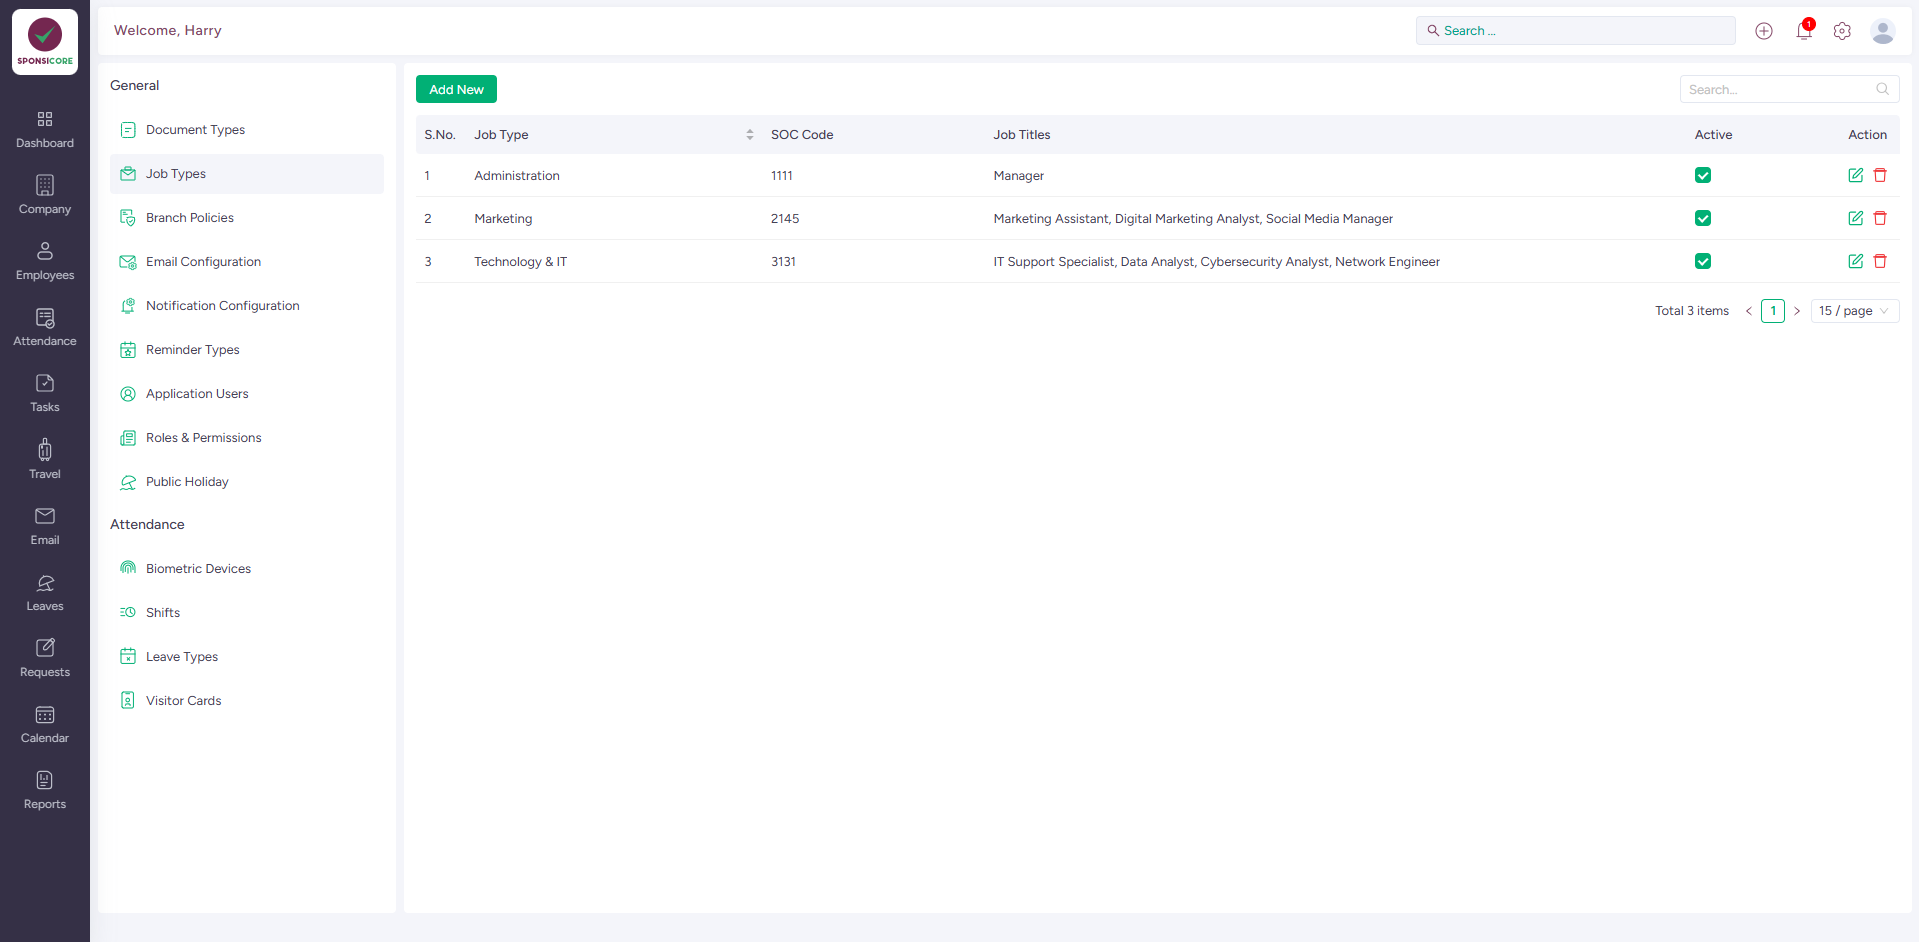 SPONSICORE
Dashboard
Company
Employees
Attendance
Tasks
Travel
Email
Leaves
Requests
Calendar
Reports
Welcome, Harry
Search ...
1
General
Document Types
Job Types
Branch Policies
Email Configuration
Notification Configuration
Reminder Types
Application Users
Roles & Permissions
Public Holiday
Attendance
Biometric Devices
Shifts
Leave Types
Visitor Cards
Add New
Search...
S.No. Job Type SOC Code Job Titles Active Action
1 Administration 1111 Manager
2 Marketing 2145 Marketing Assistant, Digital Marketing Analyst, Social Media Manager
3 Technology & IT 3131 IT Support Specialist, Data Analyst, Cybersecurity Analyst, Network Engineer
Total 3 items < 1 > 15 / page